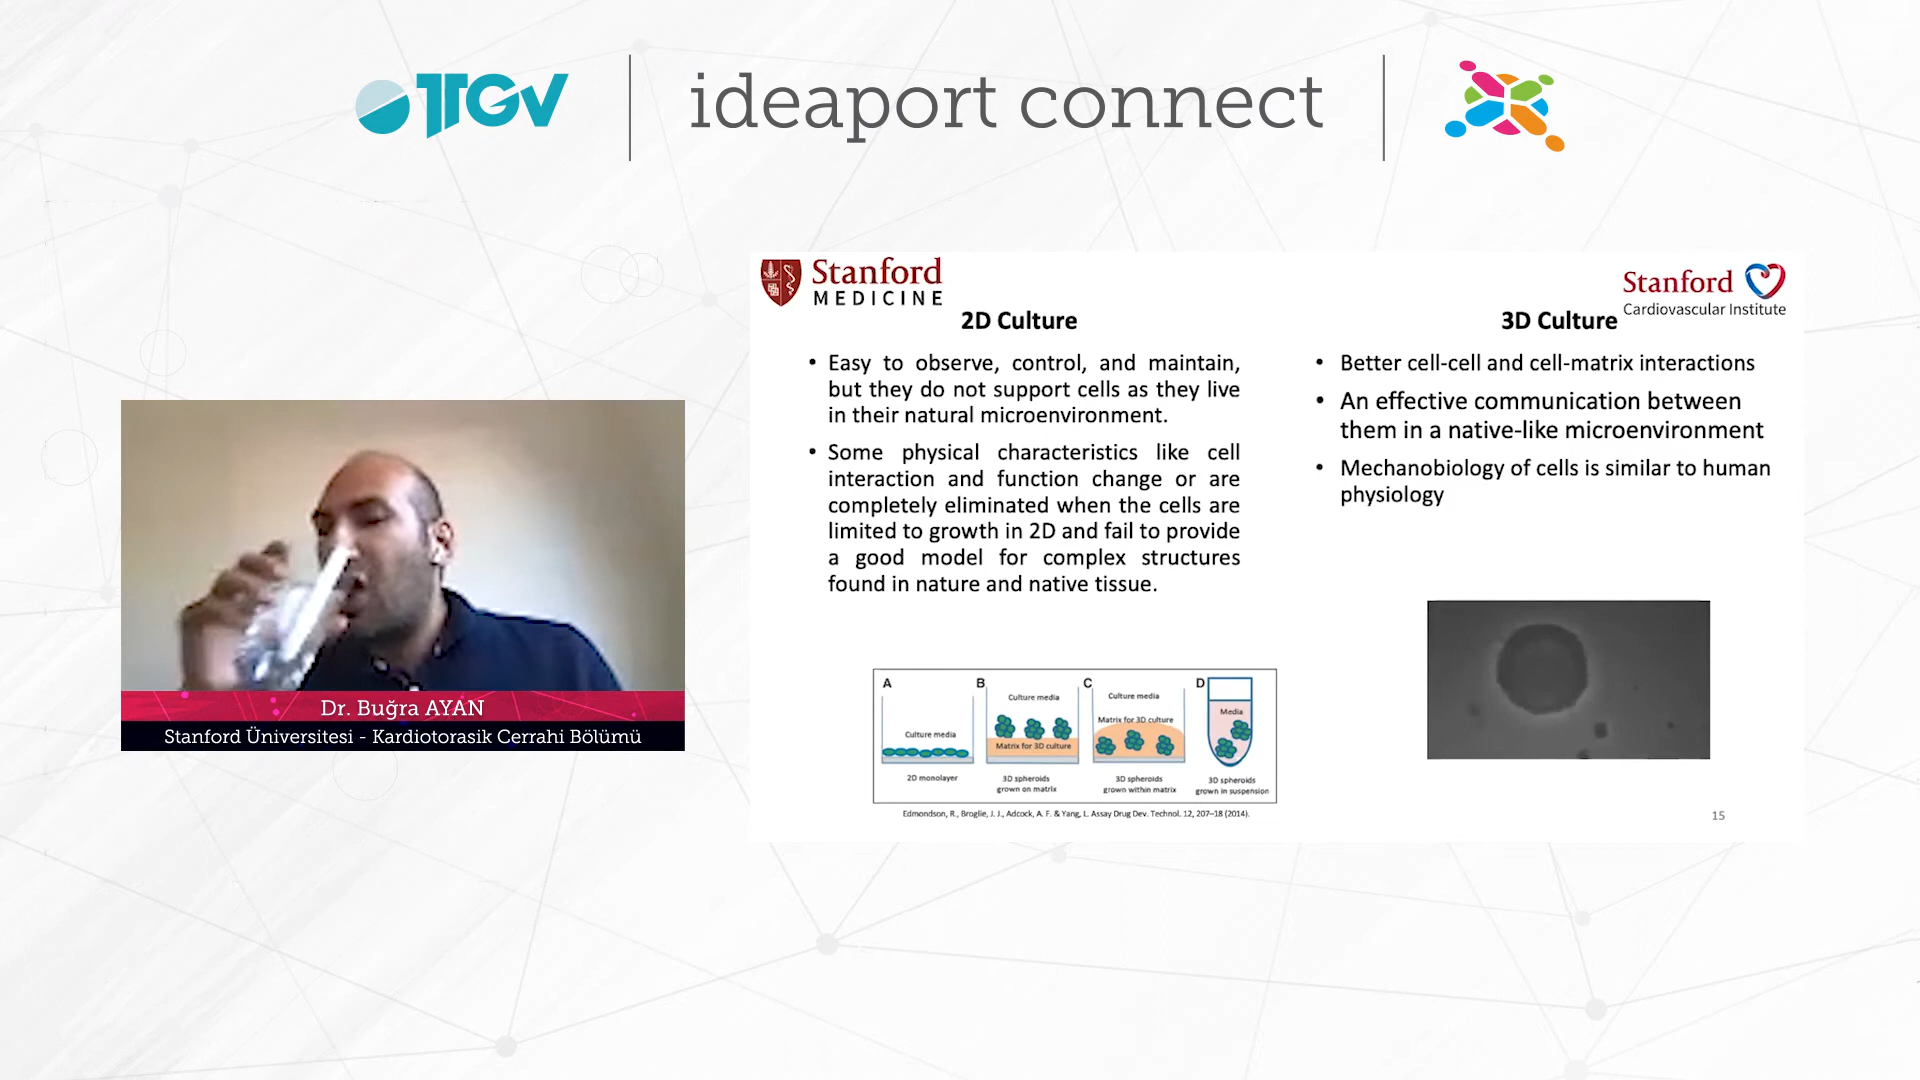 TTGV
ideaport connect
Stanford
MEDICINE
Stanford
Cardiovascular Institute
2D Culture
• Easy to observe, control, and maintain,
but they do not support cells as they live
in their natural microenvironment.
• Some physical characteristics like cell
interaction and function change or are
completely eliminated when the cells are
limited to growth in 2D and fail to provide
a good model for complex structures
found in nature and native tissue.
3D Culture
• Better cell-cell and cell-matrix interactions
• An effective communication between
them in a native-like microenvironment
• Mechanobiology of cells is similar to human
physiology
A
Culture media
2D monolayer
B
Culture media
Matrix for 3D culture
3D spheroids
grown on matrix
C
Culture media
Matrix for 3D culture
3D spheroids
grown within matrix
D
Media
3D spheroids
grown in suspension
Edmondson, R., Broglie, J. J., Adcock, A. F. & Yang, L. Assay Drug Dev. Technol. 12, 207–18 (2014).
15
Dr. Buğra AYAN
Stanford Üniversitesi - Kardiotorasik Cerrahi Bölümü